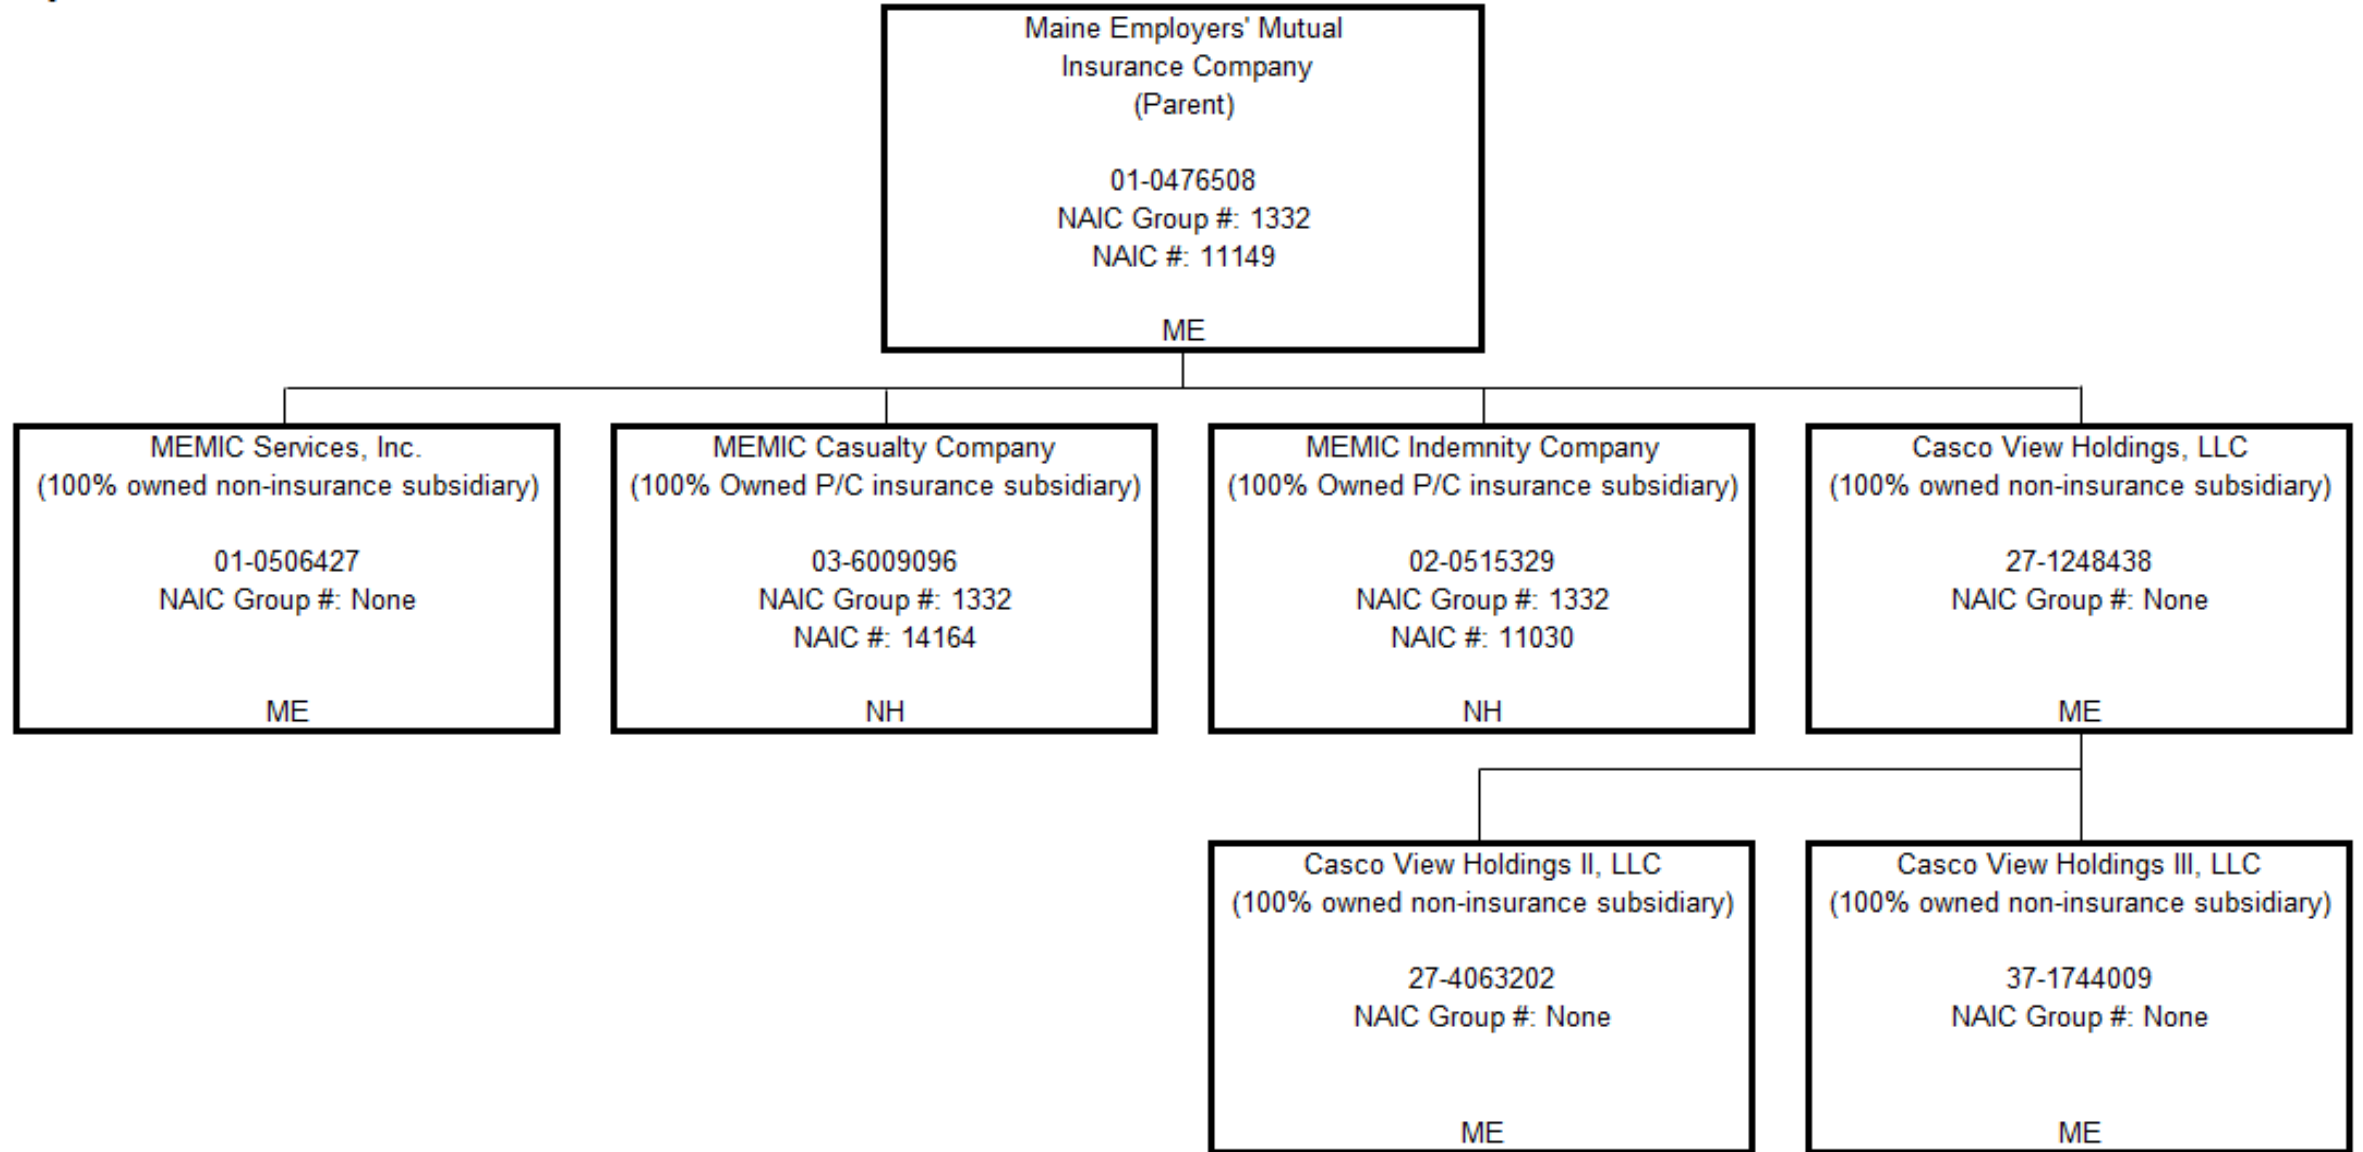 Maine Employers' Mutual
Insurance Company
(Parent)
01-0476508
NAIC Group #: 1332
NAIC #: 11149
ME
MEMIC Services, Inc.
(100% owned non-insurance subsidiary)
01-0506427
NAIC Group #: None
ME
MEMIC Casualty Company
(100% Owned P/C insurance subsidiary)
03-6009096
NAIC Group #: 1332
NAIC #: 14164
NH
MEMIC Indemnity Company
(100% Owned P/C insurance subsidiary)
02-0515329
NAIC Group #: 1332
NAIC #: 11030
NH
Casco View Holdings, LLC
(100% owned non-insurance subsidiary)
27-1248438
NAIC Group #: None
ME
Casco View Holdings II, LLC
(100% owned non-insurance subsidiary)
27-4063202
NAIC Group #: None
ME
Casco View Holdings III, LLC
(100% owned non-insurance subsidiary)
37-1744009
NAIC Group #: None
ME